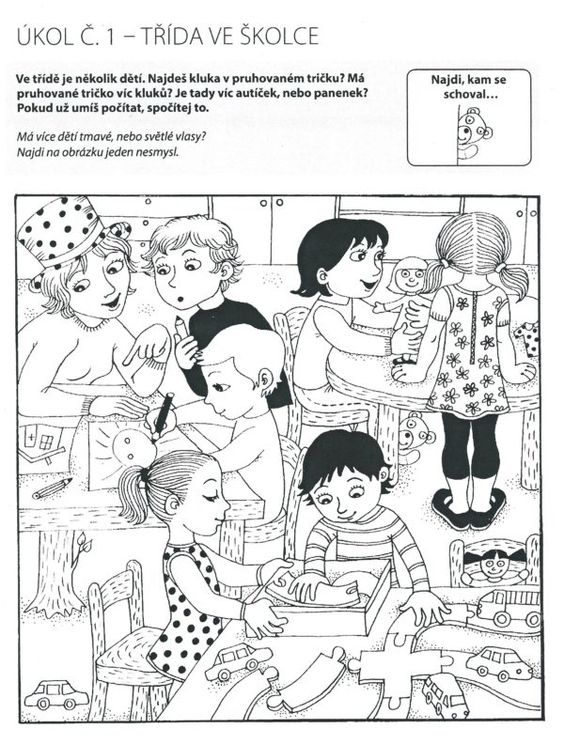 ÚKOL Č. 1 – TŘÍDA VE ŠKOLCE
Ve třídě je několik dětí. Najdeš kluka v pruhovaném tričku? Má
pruhované tričko víc kluků? Je tady víc autíček, nebo panenek?
Pokud už umíš počítat, spočítej to.
Má více dětí tmavé, nebo světlé vlasy?
Najdi na obrázku jeden nesmysl.
Najdi, kam se
schoval...